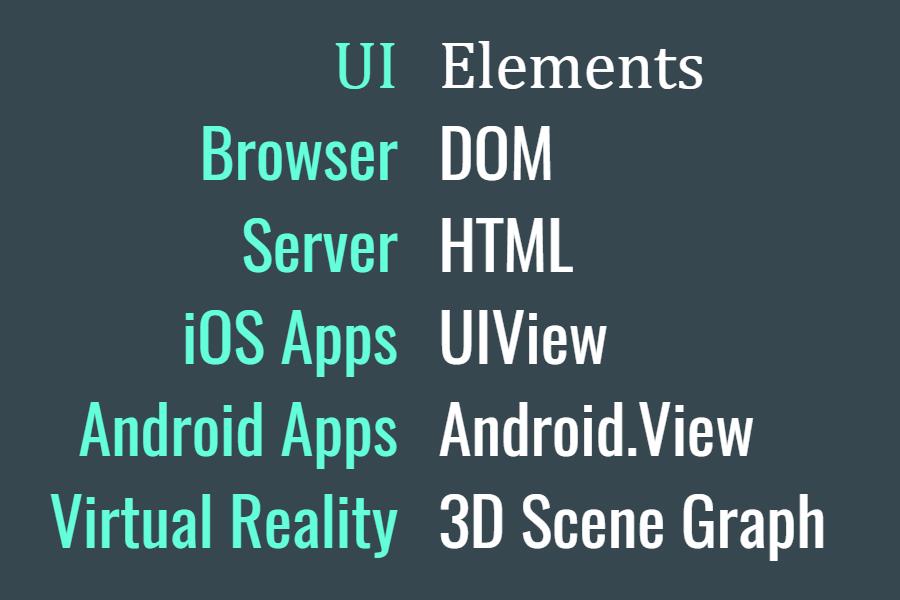 UI Elements
Browser DOM
Server HTML
iOS Apps UIView
Android Apps Android.View
Virtual Reality 3D Scene Graph